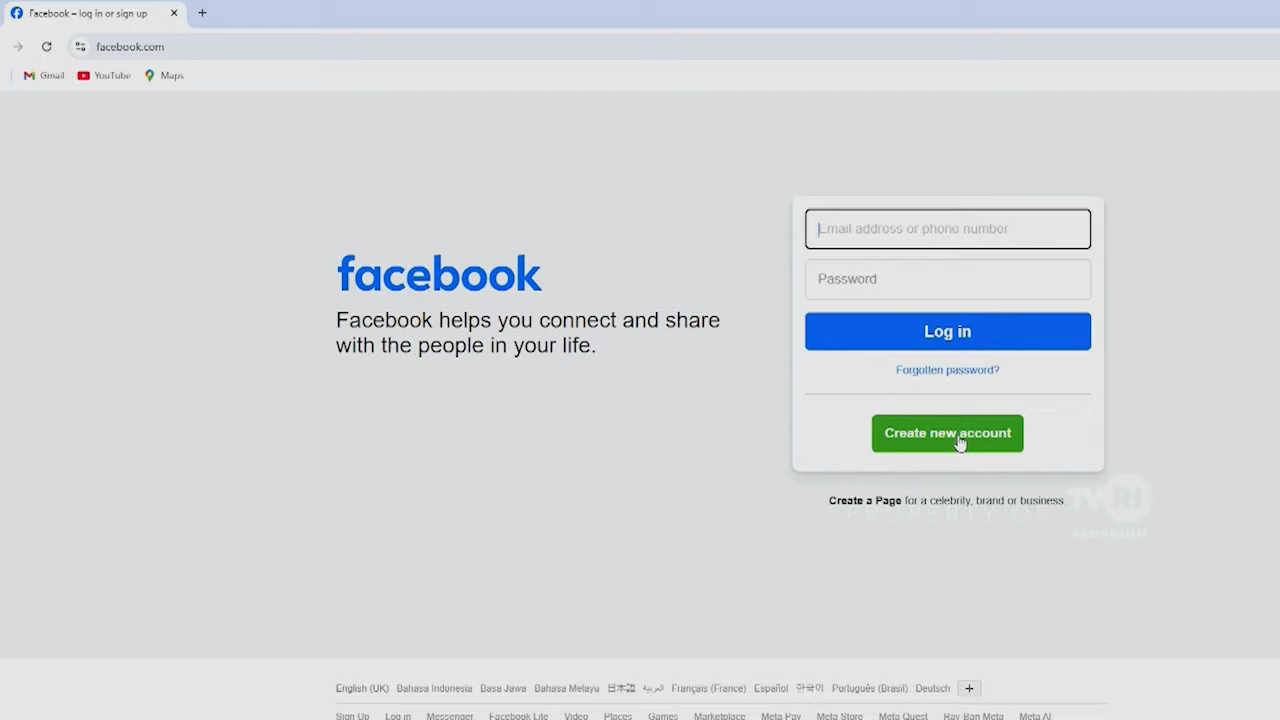 Facebook – log in or sign up
facebook.com
Gmail YouTube Maps
Email address or phone number
Password
facebook
Facebook helps you connect and share
with the people in your life.
Log in
Forgotten password?
Create new account
Create a Page for a celebrity, brand or business
PROPERTY OF
TVRI
English (UK) Bahasa Indonesia Basa Jawa Bahasa Melayu 日本語 العربية Français (France) Español 한국어 Português (Brasil) Deutsch
Sign Up Log in Messenger Facebook Lite Video Places Games Marketplace Meta Pay Meta Store Meta Quest Ray-Ban Meta Meta AI